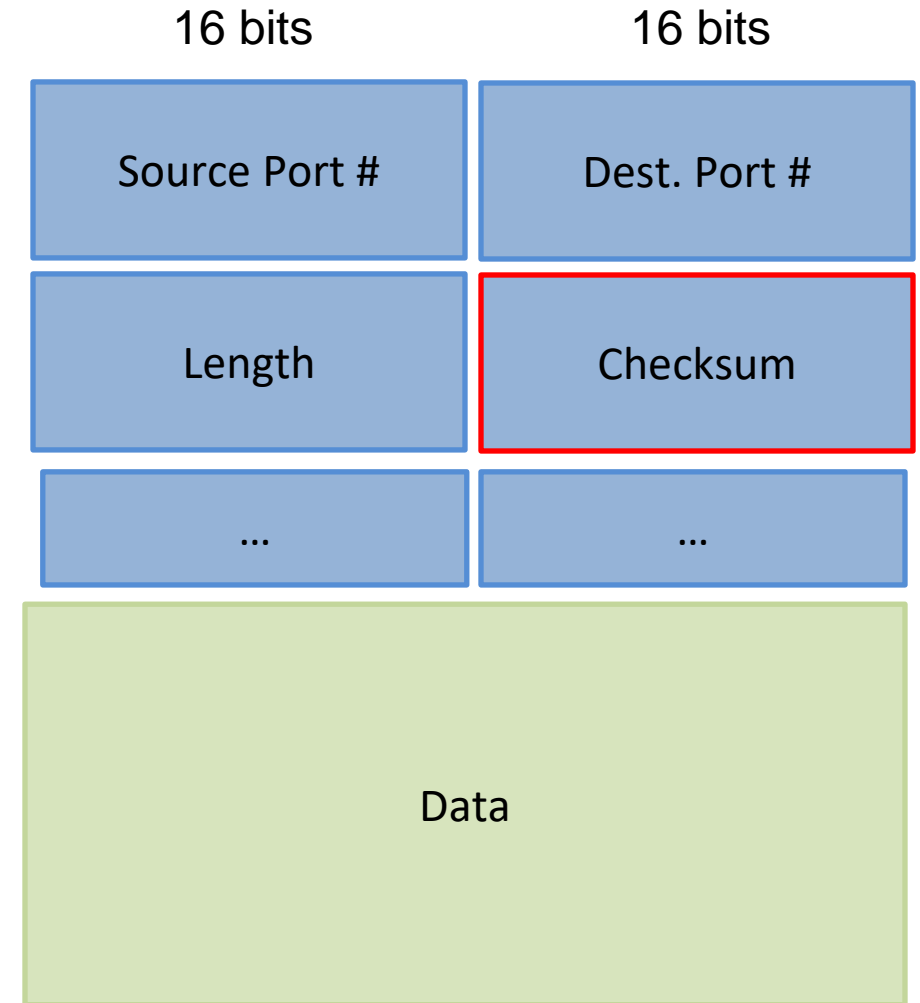 16 bits 16 bits
Source Port # Dest. Port #
Length Checksum
... ...
Data